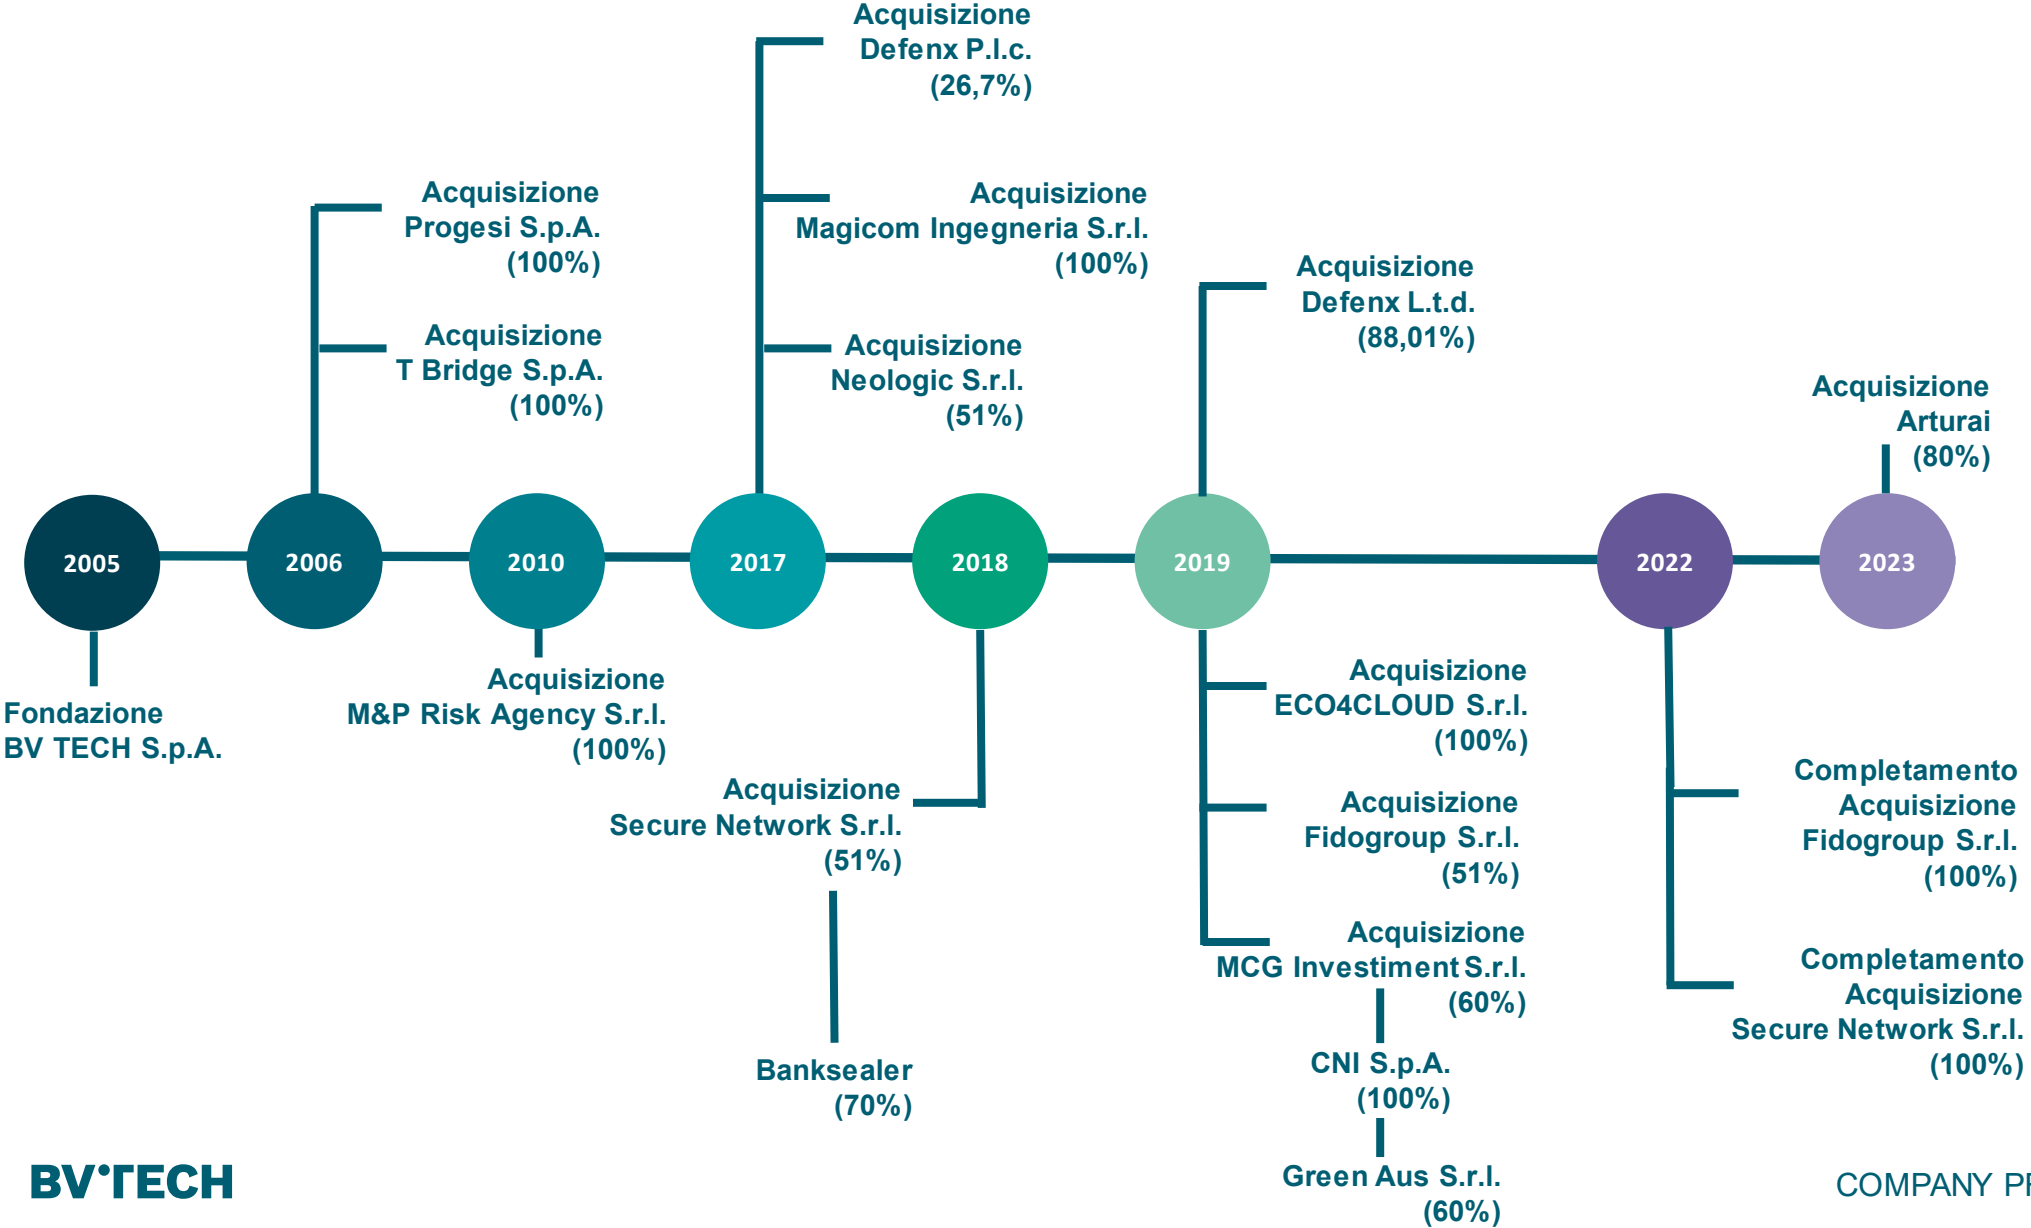 Acquisizione
Defenx P.l.c.
(26,7%)
Acquisizione
Progesi S.p.A.
(100%)
Acquisizione
Magicom Ingegneria S.r.l.
(100%)
Acquisizione
Defenx L.t.d.
(88,01%)
Acquisizione
T Bridge S.p.A.
(100%)
Acquisizione
Neologic S.r.l.
(51%)
Acquisizione
Arturai
(80%)
2005
2006
2010
2017
2018
2019
2022
2023
Fondazione
BV TECH S.p.A.
Acquisizione
M&P Risk Agency S.r.l.
(100%)
Acquisizione
Secure Network S.r.l.
(51%)
Banksealer
(70%)
Acquisizione
ECO4CLOUD S.r.l.
(100%)
Acquisizione
Fidogroup S.r.l.
(51%)
Acquisizione
MCG Investiment S.r.l.
(60%)
CNI S.p.A.
(100%)
Green Aus S.r.l.
(60%)
Completamento
Acquisizione
Fidogroup S.r.l.
(100%)
Completamento
Acquisizione
Secure Network S.r.l.
(100%)
BV TECH
COMPANY